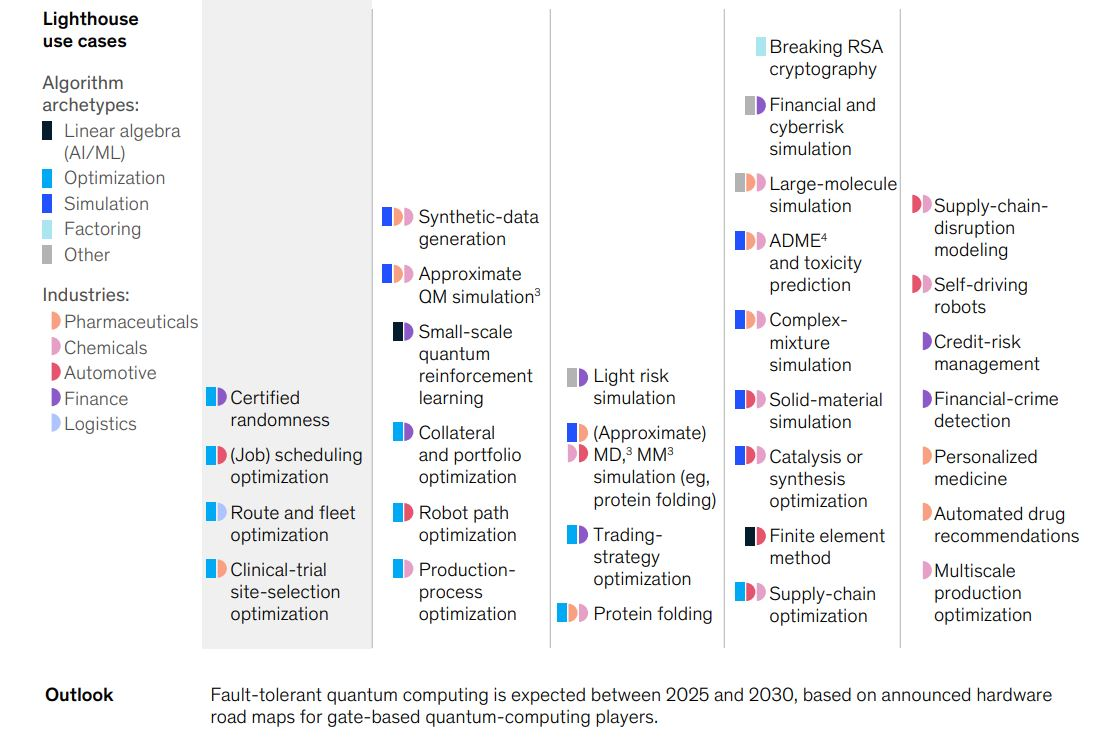 Lighthouse
use cases
Algorithm
archetypes:
Linear algebra
(AI/ML)
Optimization
Simulation
Factoring
Other
Industries:
Pharmaceuticals
Chemicals
Automotive
Finance
Logistics
Certified
randomness
(Job) scheduling
optimization
Route and fleet
optimization
Clinical-trial
site-selection
optimization
Synthetic-data
generation
Approximate
QM simulation³
Small-scale
quantum
reinforcement
learning
Collateral
and portfolio
optimization
Robot path
optimization
Production-
process
optimization
Light risk
simulation
(Approximate)
MD,³ MM³
simulation (eg,
protein folding)
Trading-
strategy
optimization
Protein folding
Breaking RSA
cryptography
Financial and
cyberrisk
simulation
Large-molecule
simulation
ADME⁴
and toxicity
prediction
Complex-
mixture
simulation
Solid-material
simulation
Catalysis or
synthesis
optimization
Finite element
method
Supply-chain
optimization
Supply-chain-
disruption
modeling
Self-driving
robots
Credit-risk
management
Financial-crime
detection
Personalized
medicine
Automated drug
recommendations
Multiscale
production
optimization
Outlook
Fault-tolerant quantum computing is expected between 2025 and 2030, based on announced hardware
road maps for gate-based quantum-computing players.